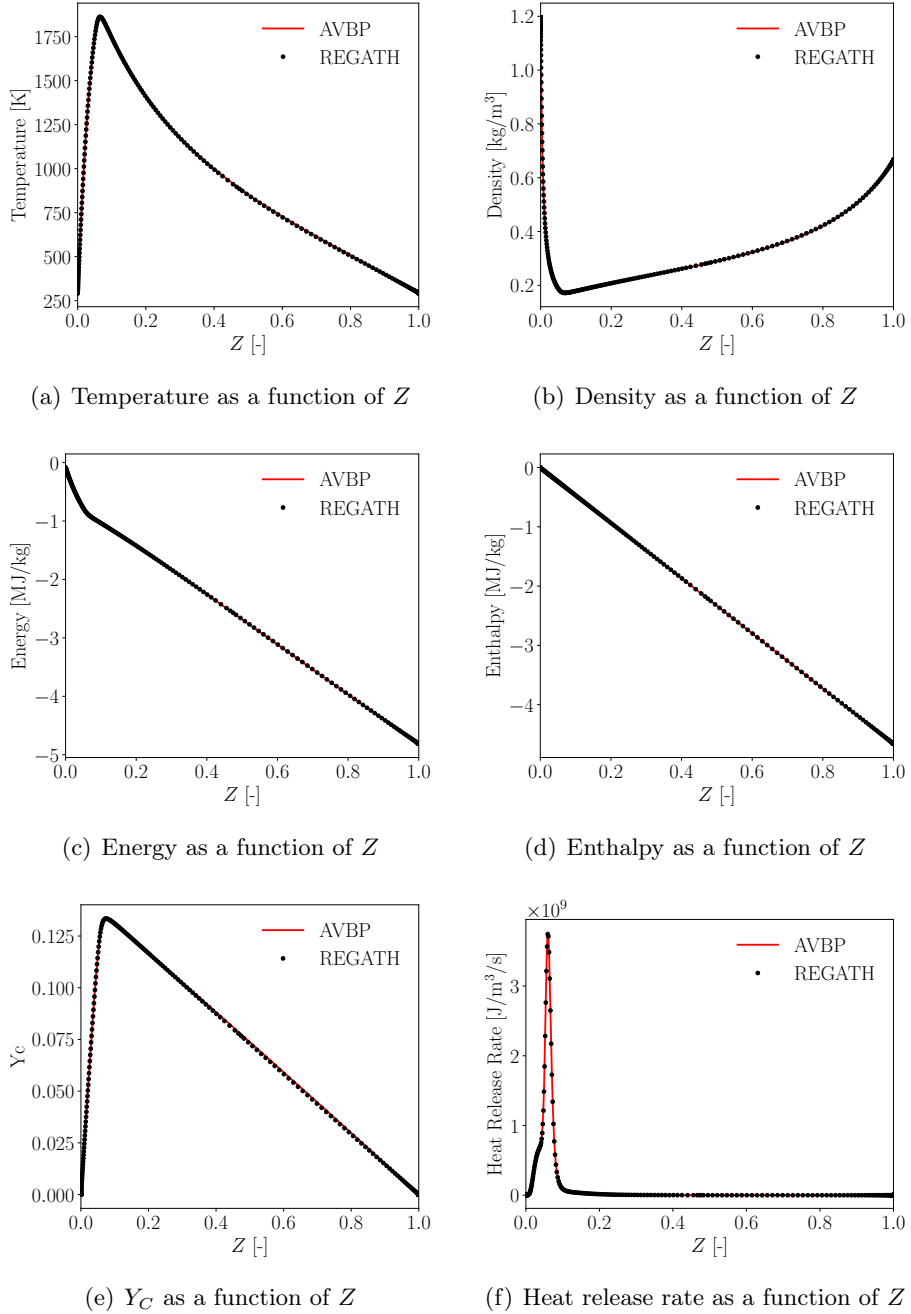 AVBP
REGATH
Temperature [K]
1750
1500
1250
1000
750
500
250
0.0 0.2 0.4 0.6 0.8 1.0
Z [-]
(a) Temperature as a function of Z
AVBP
REGATH
Density [kg/m³]
1.2
1.0
0.8
0.6
0.4
0.2
0.0 0.2 0.4 0.6 0.8 1.0
Z [-]
(b) Density as a function of Z
AVBP
REGATH
Energy [MJ/kg]
0
−1
−2
−3
−4
−5
0.0 0.2 0.4 0.6 0.8 1.0
Z [-]
(c) Energy as a function of Z
AVBP
REGATH
Enthalpy [MJ/kg]
0
−1
−2
−3
−4
0.0 0.2 0.4 0.6 0.8 1.0
Z [-]
(d) Enthalpy as a function of Z
AVBP
REGATH
Yc
0.125
0.100
0.075
0.050
0.025
0.000
0.0 0.2 0.4 0.6 0.8 1.0
Z [-]
(e) Y_C as a function of Z
×10⁹
AVBP
REGATH
Heat Release Rate [J/m³/s]
3
2
1
0
0.0 0.2 0.4 0.6 0.8 1.0
Z [-]
(f) Heat release rate as a function of Z